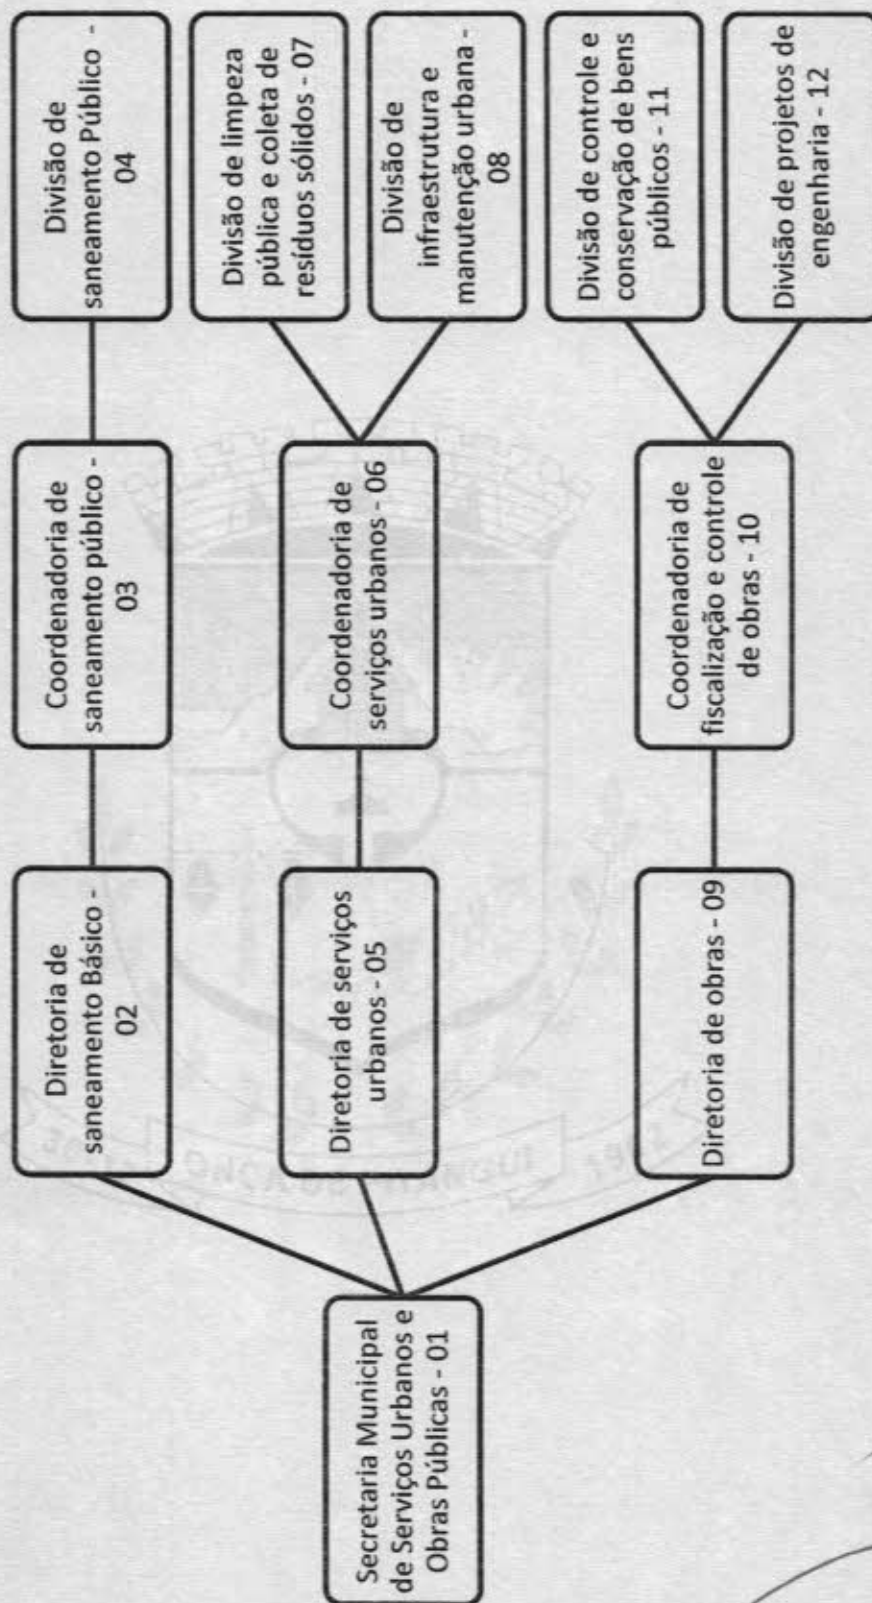 Secretaria Municipal
de Serviços Urbanos e
Obras Públicas - 01
Diretoria de
saneamento Básico -
02
Coordenadoria de
saneamento público -
03
Divisão de
saneamento Público -
04
Diretoria de serviços
urbanos - 05
Coordenadoria de
serviços urbanos - 06
Divisão de limpeza
pública e coleta de
resíduos sólidos - 07
Divisão de
infraestrutura e
manutenção urbana -
08
Diretoria de obras - 09
Coordenadoria de
fiscalização e controle
de obras - 10
Divisão de controle e
conservação de bens
públicos - 11
Divisão de projetos de
engenharia - 12